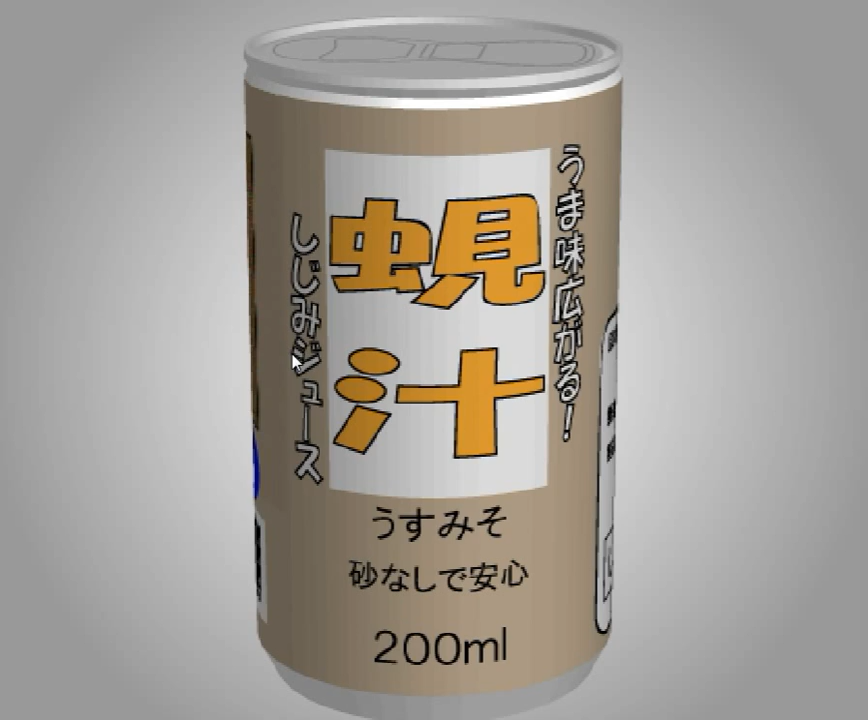 うま味広がる!
蜆汁
しじみジュース
うすみそ
砂なしで安心
200ml